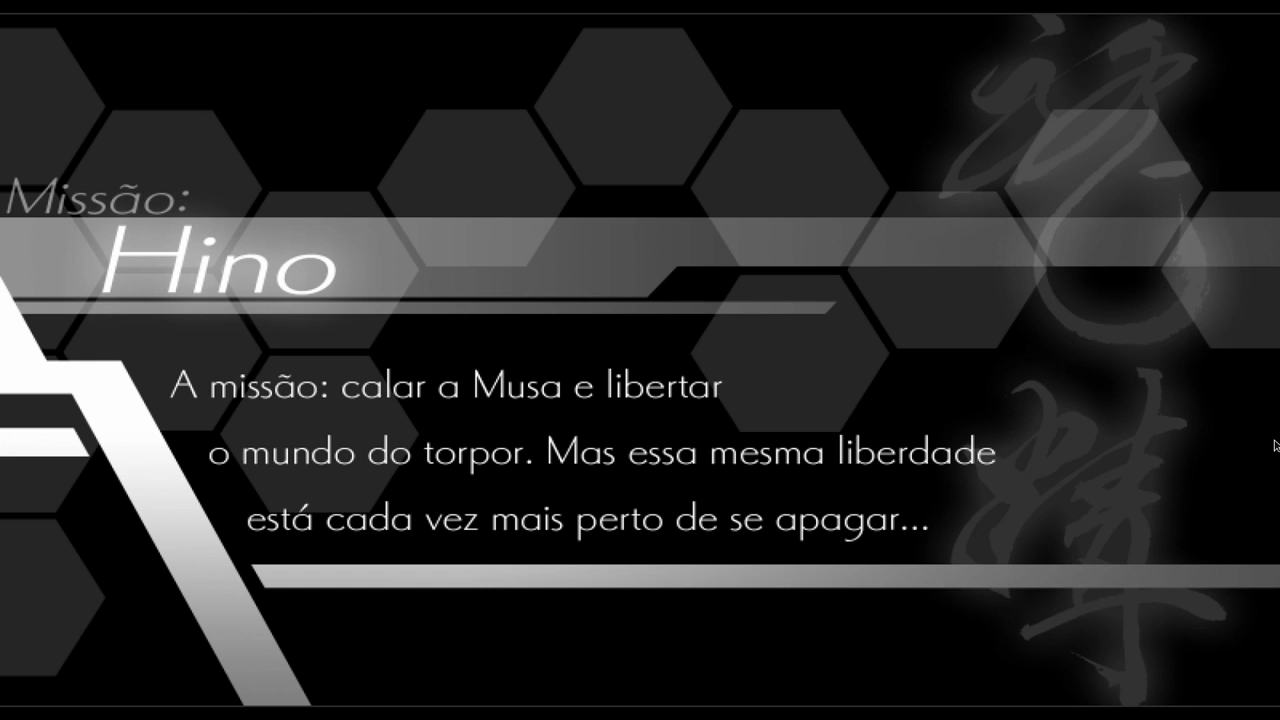 Missão:
Hino
A missão: calar a Musa e libertar
o mundo do torpor. Mas essa mesma liberdade
está cada vez mais perto de se apagar...